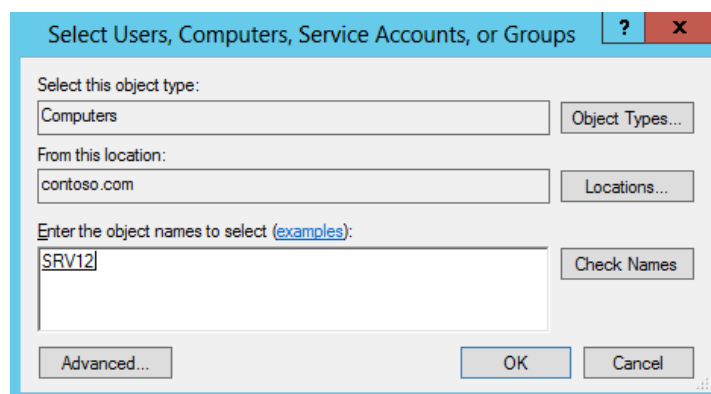 Select Users, Computers, Service Accounts, or Groups
?
x
Select this object type:
Computers
Object Types...
From this location:
contoso.com
Locations...
Enter the object names to select (examples):
SRV12
Check Names
Advanced...
OK
Cancel